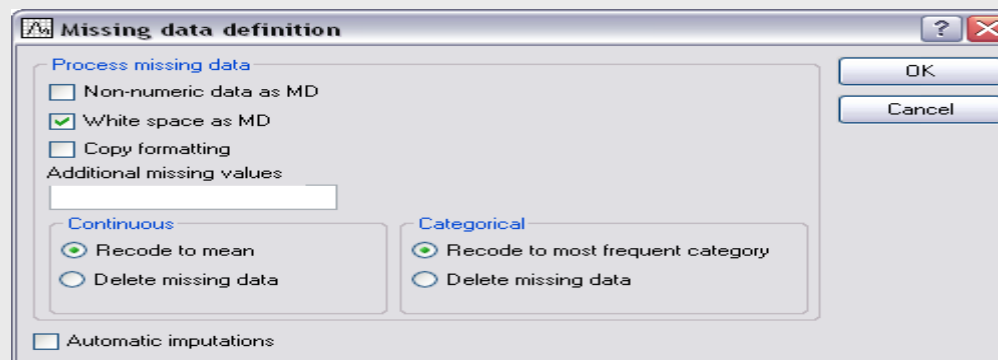 Missing data definition
Process missing data
OK
Non-numeric data as MD
Cancel
White space as MD
Copy formatting
Additional missing values
Continuous
Categorical
Recode to mean
Recode to most frequent category
Delete missing data
Delete missing data
Automatic imputations